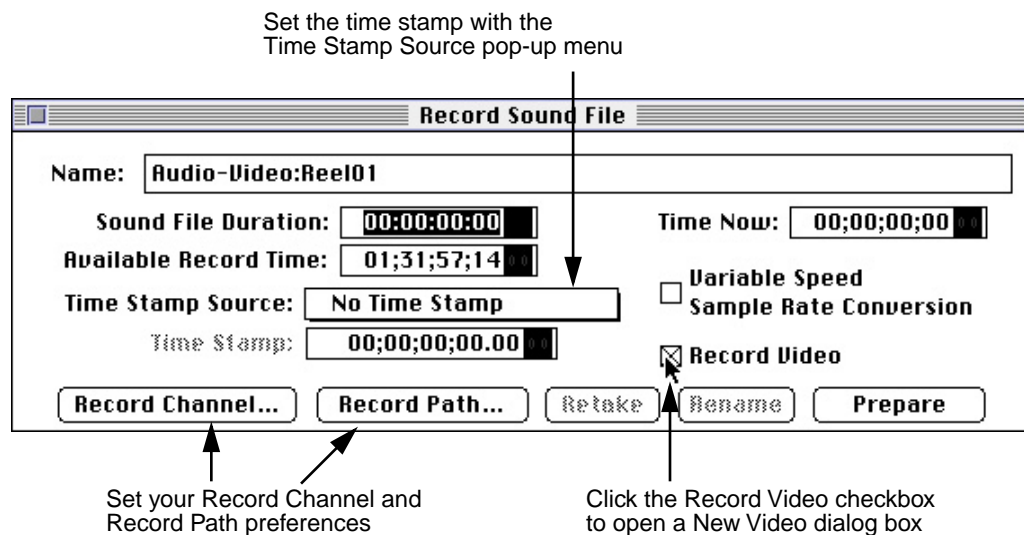 Set the time stamp with the
Time Stamp Source pop-up menu
Record Sound File
Name: Audio-Video:Reel01
Sound File Duration: 00:00:00:00
Time Now: 00;00;00;00 00
Available Record Time: 01;31;57;14 00
Variable Speed
Sample Rate Conversion
Time Stamp Source: No Time Stamp
Time Stamp: 00;00;00;00.00 00
Record Video
Record Channel... Record Path... Retake Rename Prepare
Set your Record Channel and
Record Path preferences
Click the Record Video checkbox
to open a New Video dialog box